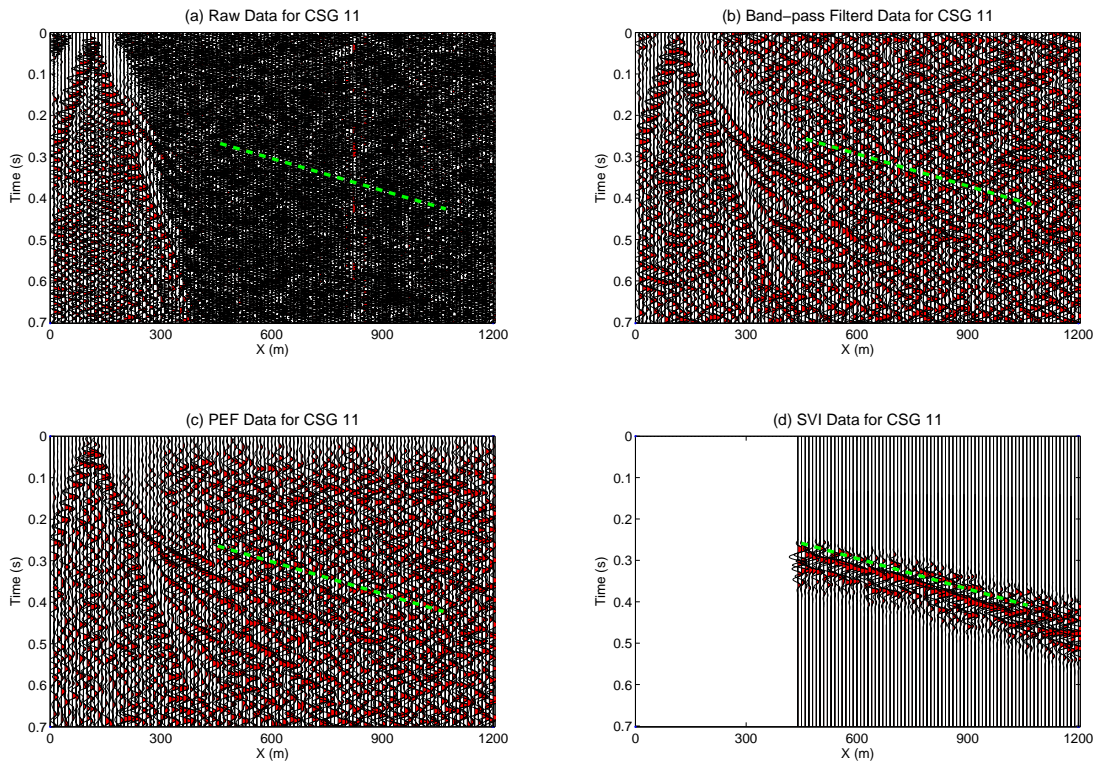 (a) Raw Data for CSG 11
0
0.1
0.2
0.3
0.4
0.5
0.6
0.7
Time (s)
0 300 600 900 1200
X (m)
(b) Band−pass Filterd Data for CSG 11
0
0.1
0.2
0.3
0.4
0.5
0.6
0.7
Time (s)
0 300 600 900 1200
X (m)
(c) PEF Data for CSG 11
0
0.1
0.2
0.3
0.4
0.5
0.6
0.7
Time (s)
0 300 600 900 1200
X (m)
(d) SVI Data for CSG 11
0
0.1
0.2
0.3
0.4
0.5
0.6
0.7
Time (s)
0 300 600 900 1200
X (m)